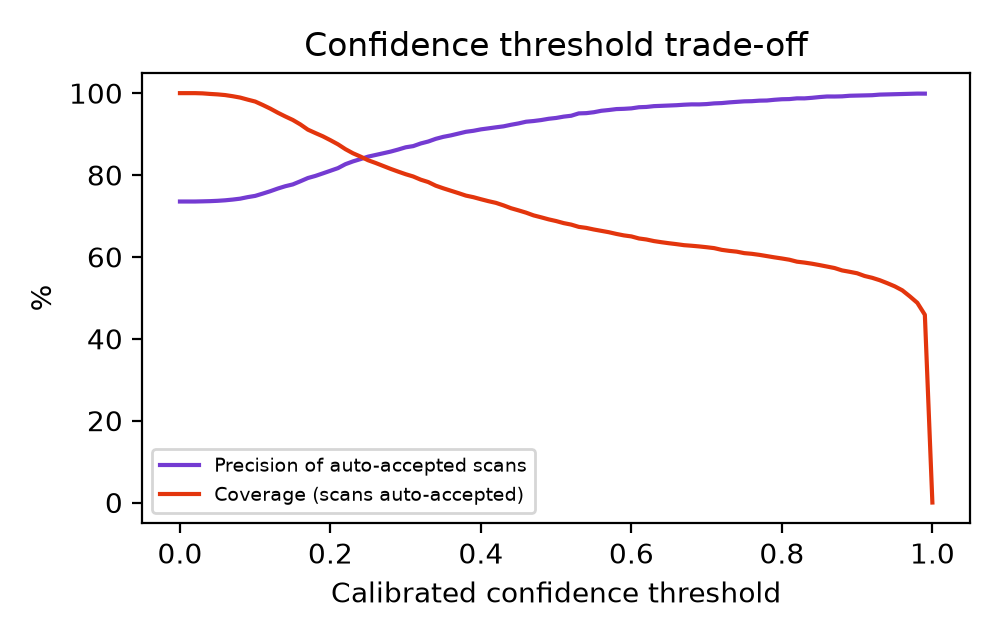 Confidence threshold trade-off
100
80
60
40
20
0
%
Precision of auto-accepted scans
Coverage (scans auto-accepted)
0.0 0.2 0.4 0.6 0.8 1.0
Calibrated confidence threshold